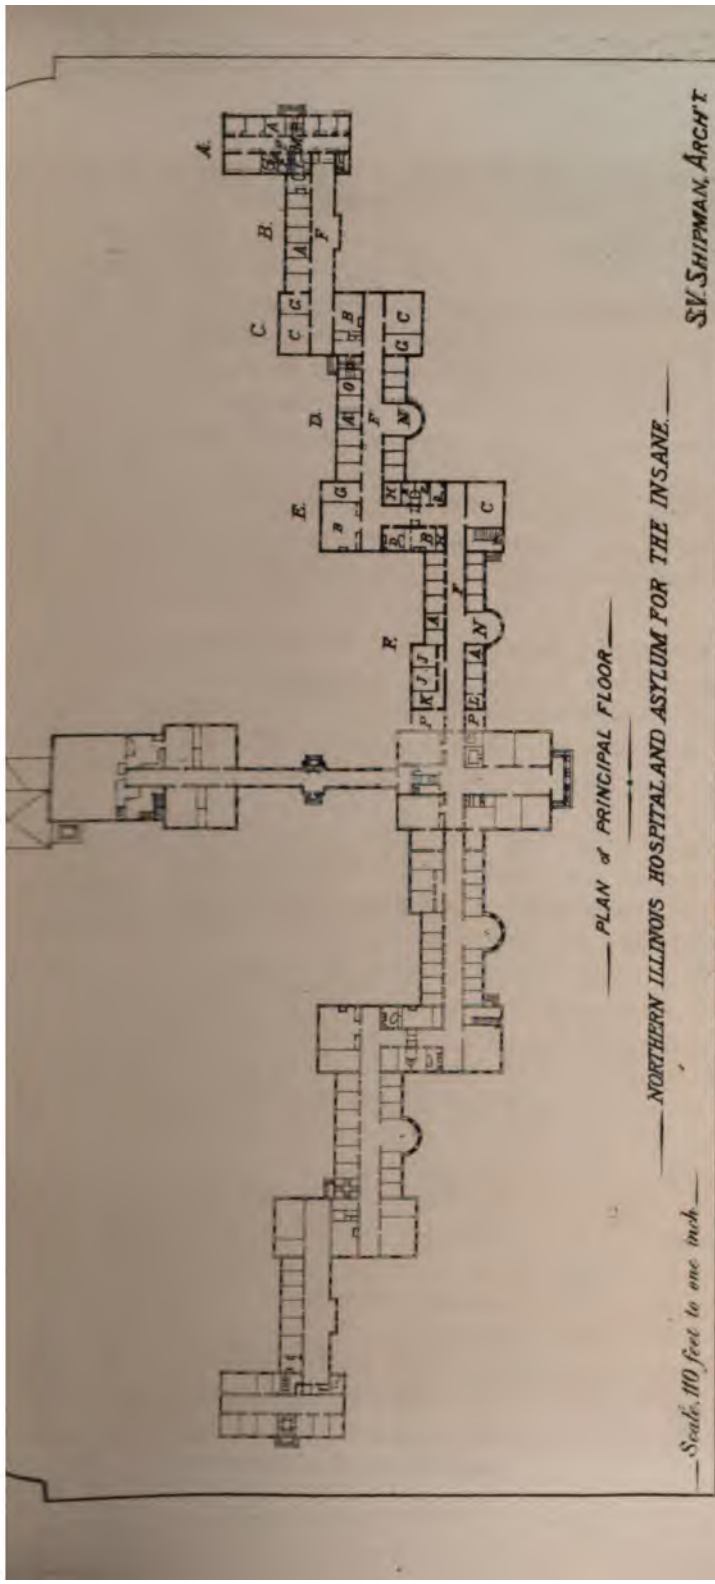 A.
B.
C.
D.
E.
F.
A
A
M
A
F
G
C
B
C
G
O
A
F
N
G
B
H
D
B
C
F
A
N
J
J
K
A
L
P
P
PLAN of PRINCIPAL FLOOR
NORTHERN ILLINOIS HOSPITAL AND ASYLUM FOR THE INSANE.
Scale, 110 feet to one inch
S.V. SHIPMAN, ARCH'T.